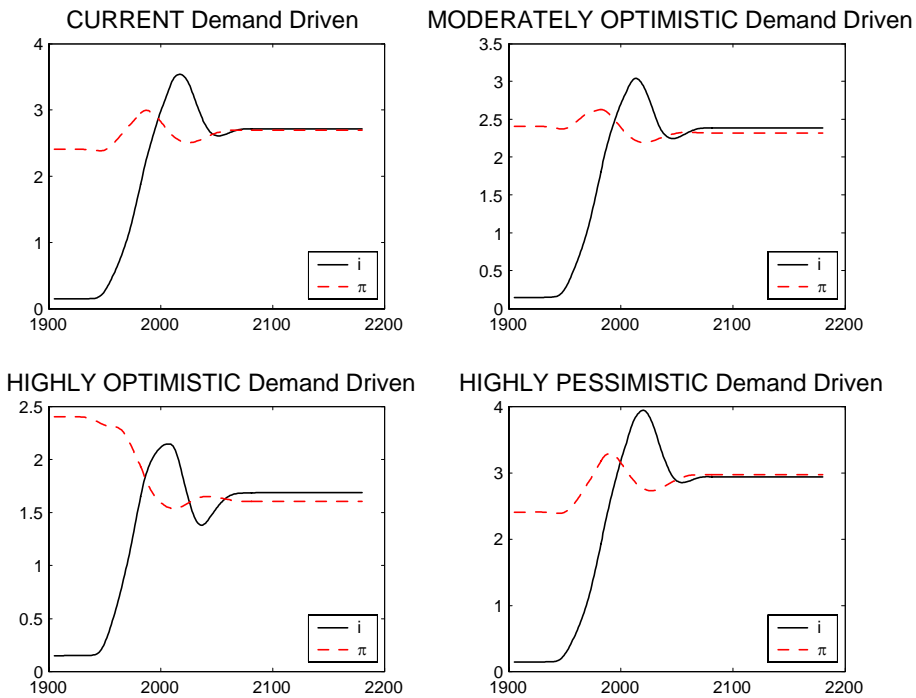 CURRENT Demand Driven
4
3
2
1
0
1900 2000 2100 2200
i
π
MODERATELY OPTIMISTIC Demand Driven
3.5
3
2.5
2
1.5
1
0.5
0
1900 2000 2100 2200
i
π
HIGHLY OPTIMISTIC Demand Driven
2.5
2
1.5
1
0.5
0
1900 2000 2100 2200
i
π
HIGHLY PESSIMISTIC Demand Driven
4
3
2
1
0
1900 2000 2100 2200
i
π